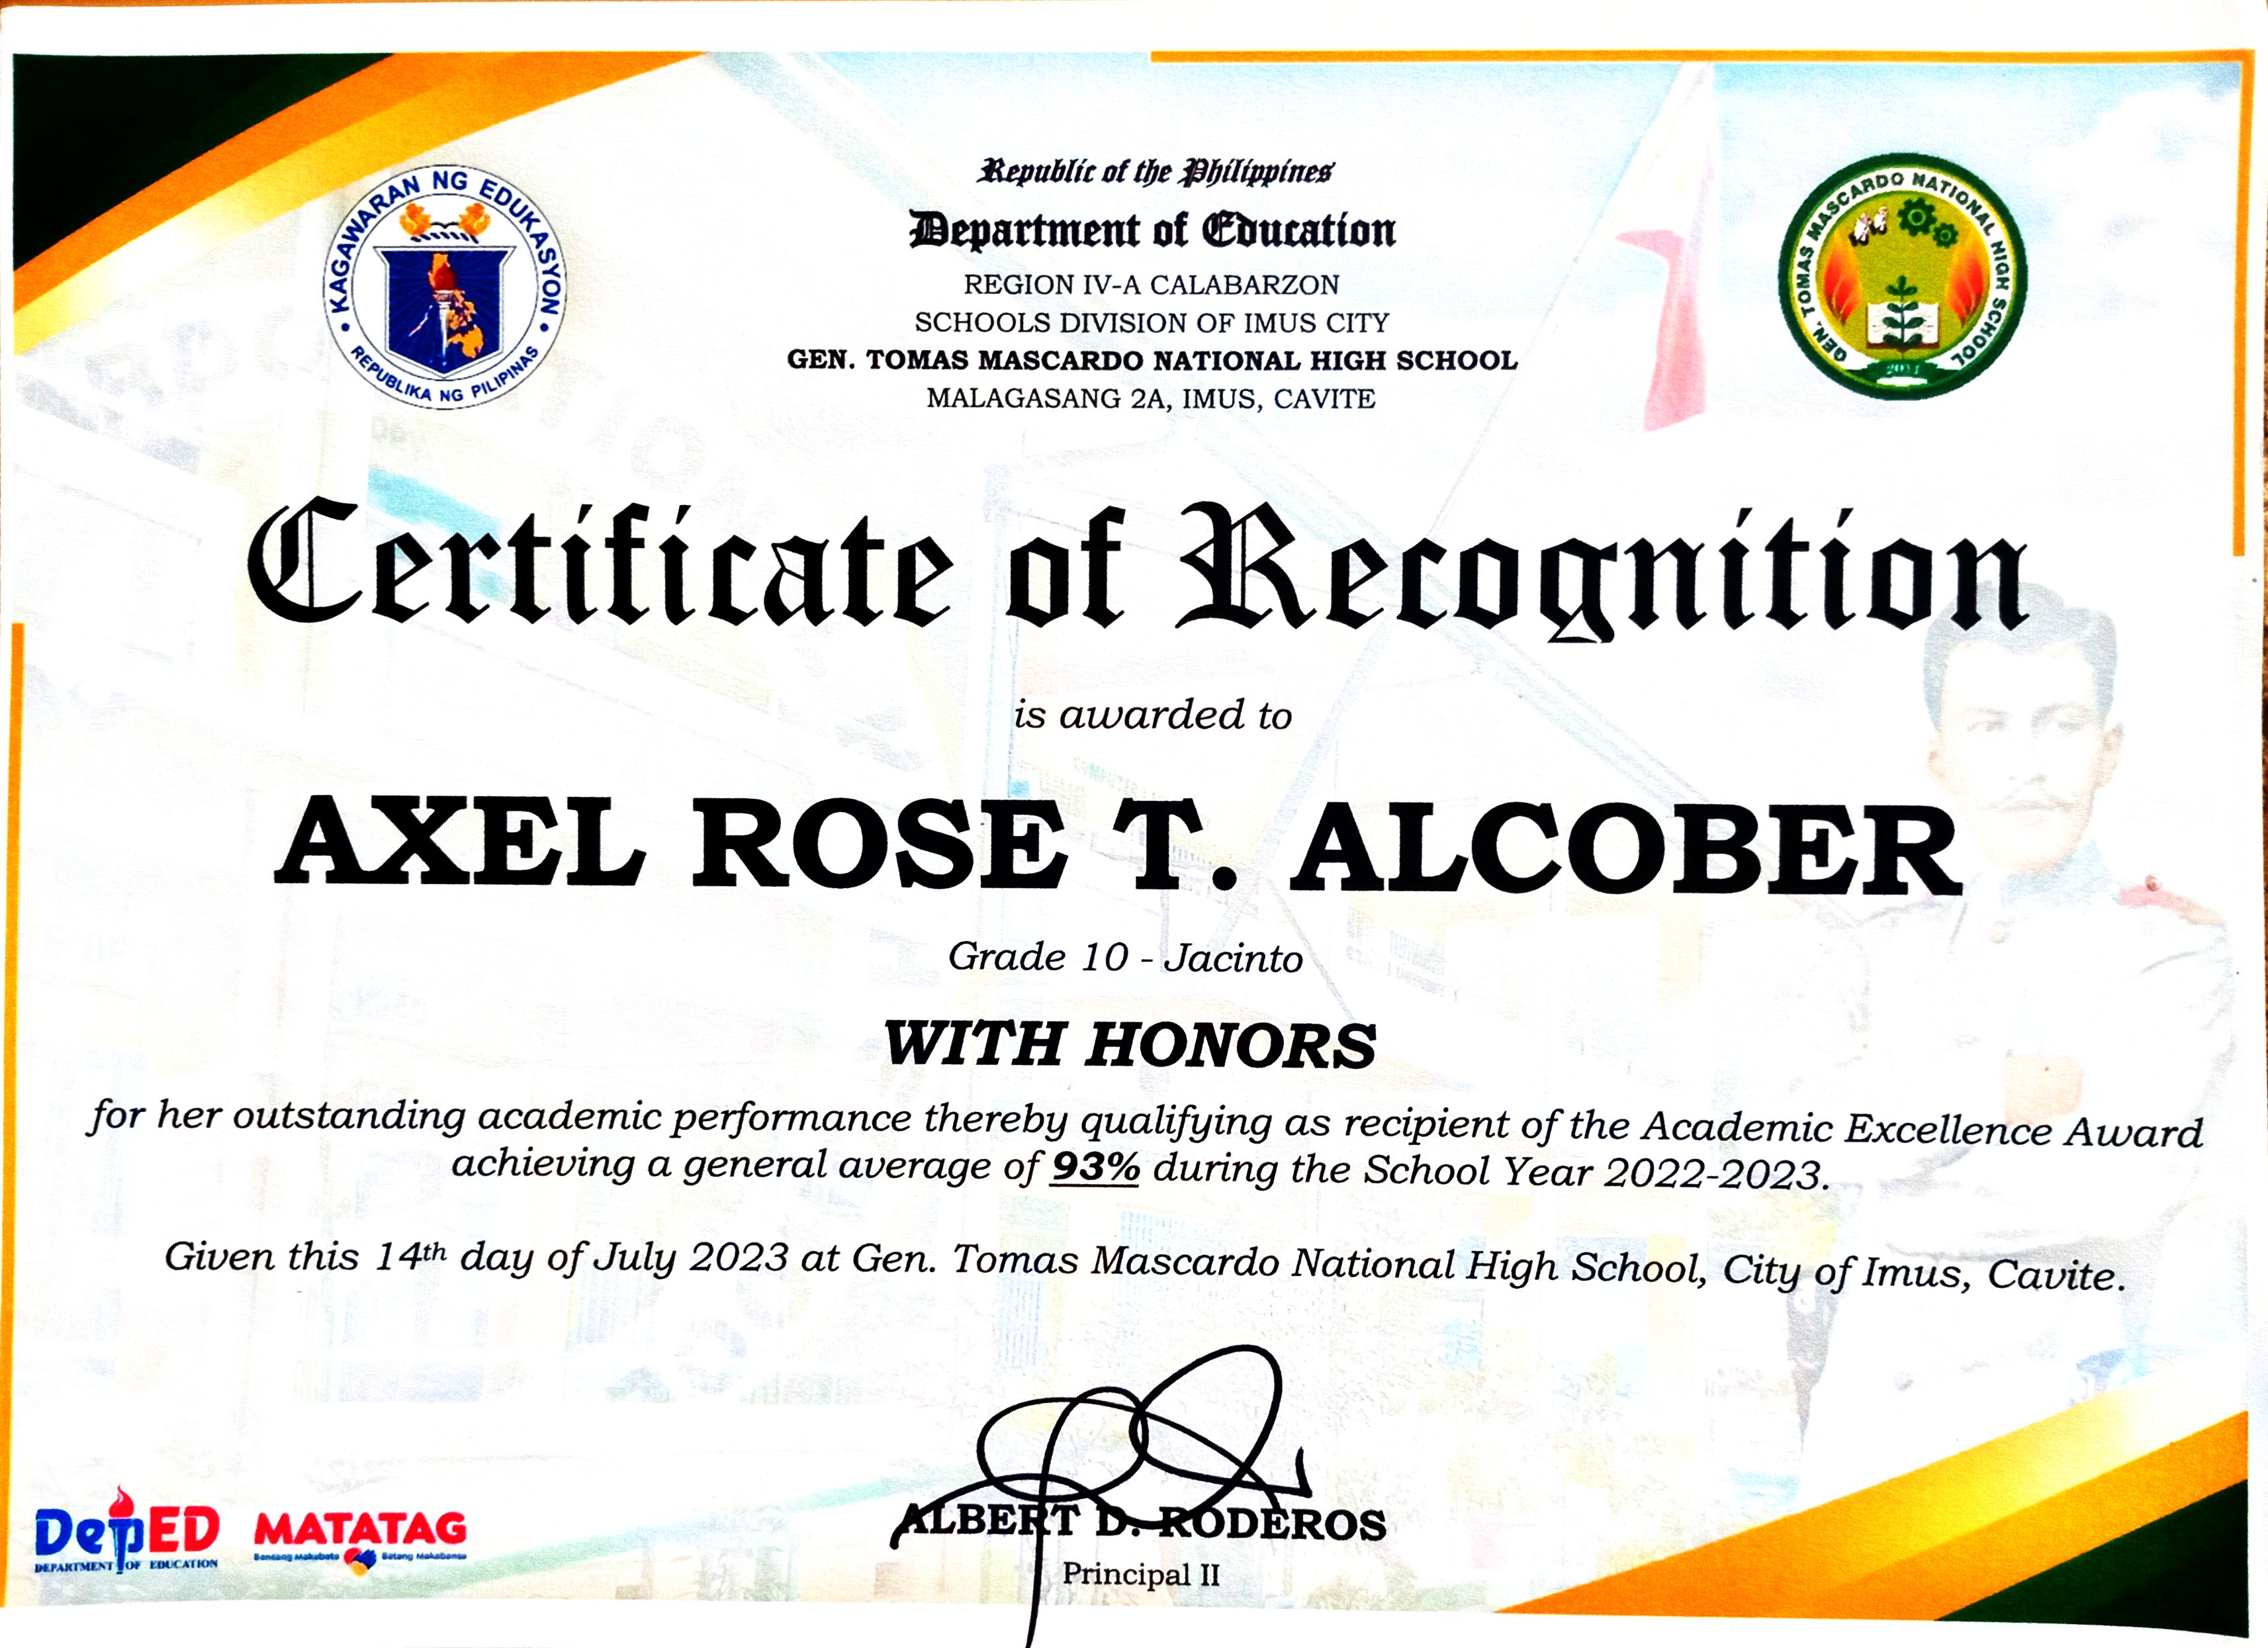 Republic of the Philippines
Department of Education
REGION IV-A CALABARZON
SCHOOLS DIVISION OF IMUS CITY
GEN. TOMAS MASCARDO NATIONAL HIGH SCHOOL
MALAGASANG 2A, IMUS, CAVITE
KAGAWARAN NG EDUKASYON
REPUBLIKA NG PILIPINAS
GEN. TOMAS MASCARDO NATIONAL HIGH SCHOOL
Certificate of Recognition
is awarded to
AXEL ROSE T. ALCOBER
Grade 10 - Jacinto
WITH HONORS
for her outstanding academic performance thereby qualifying as recipient of the Academic Excellence Award
achieving a general average of 93% during the School Year 2022-2023.
Given this 14th day of July 2023 at Gen. Tomas Mascardo National High School, City of Imus, Cavite.
ALBERT D. RODEROS
Principal II
DepED
DEPARTMENT OF EDUCATION
MATATAG
Bansang Makabata
Batang Makabansa